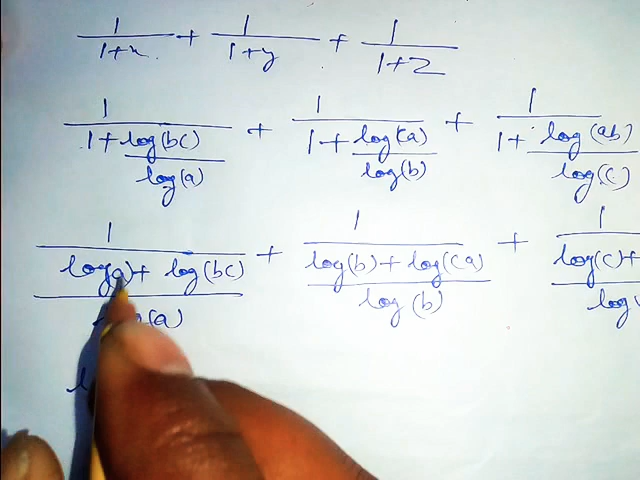 1/(1+x) + 1/(1+y) + 1/(1+z)
1/(1+log(bc)/log(a)) + 1/(1+log(ca)/log(b)) + 1/(1+log(ab)/log(c))
1/((log(a)+log(bc))/log(a)) + 1/((log(b)+log(ca))/log(b)) + 1/((log(c)+